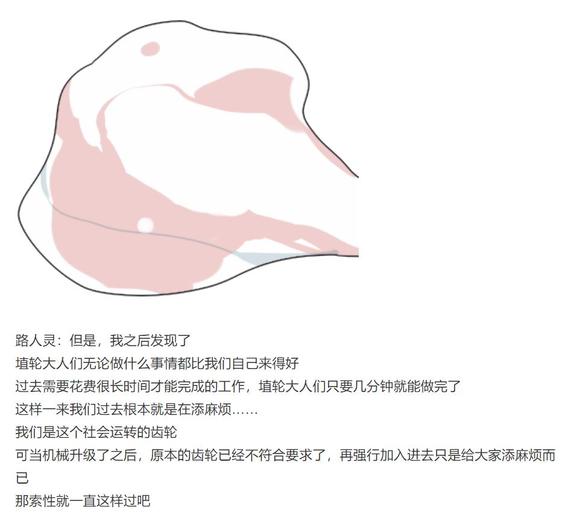 路人灵：但是，我之后发现了
埴轮大人们无论做什么事情都比我们自己来得好
过去需要花费很长时间才能完成的工作，埴轮大人们只要几分钟就能做完了
这样一来我们过去根本就是在添麻烦……
我们是这个社会运转的齿轮
可当机械升级了之后，原本的齿轮已经不符合要求了，再强行加入进去只是给大家添麻烦而
已
那索性就一直这样过吧